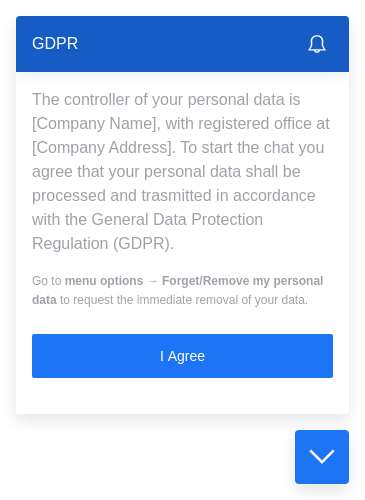 GDPR
The controller of your personal data is
[Company Name], with registered office at
[Company Address]. To start the chat you
agree that your personal data shall be
processed and trasmitted in accordance
with the General Data Protection
Regulation (GDPR).
Go to menu options → Forget/Remove my personal
data to request the immediate removal of your data.
I Agree